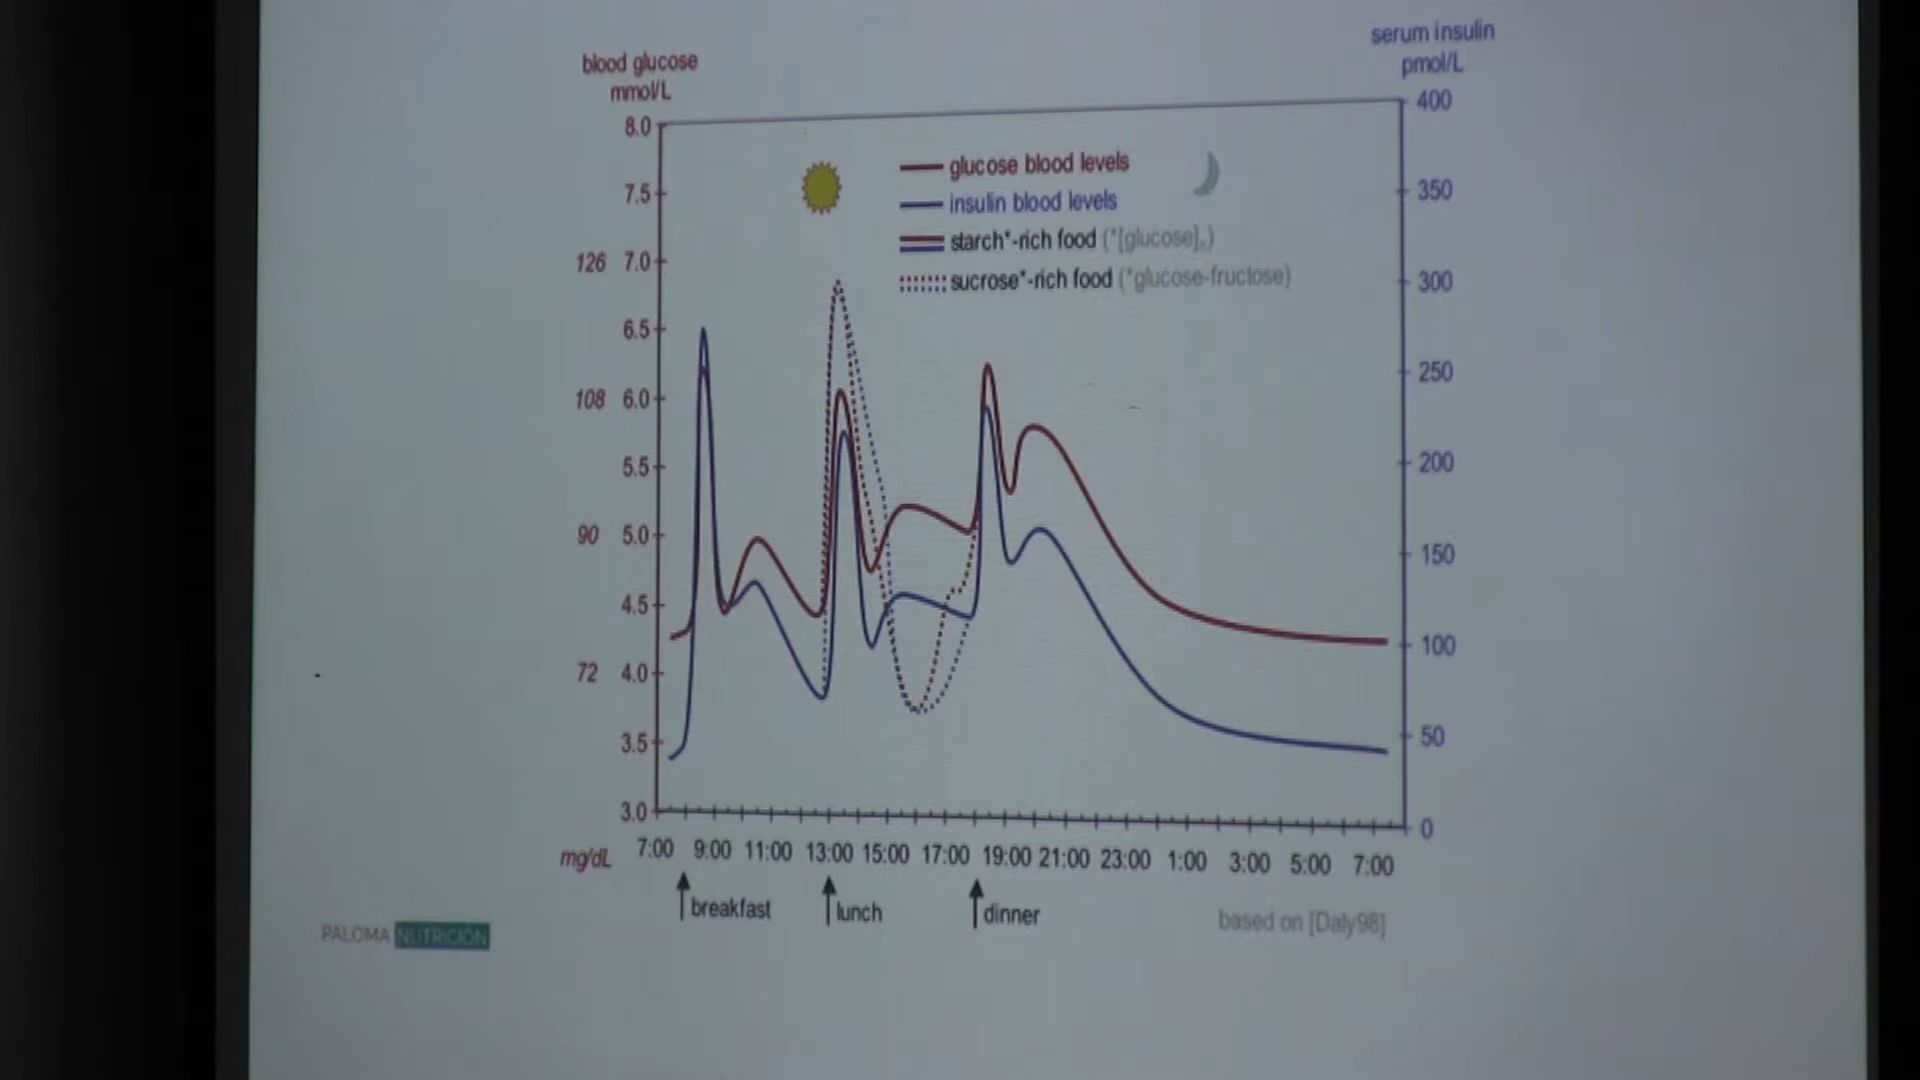 blood glucose
mmol/L
serum insulin
pmol/L
8.0
7.5
126 7.0
6.5
108 6.0
5.5
90 5.0
4.5
72 4.0
3.5
3.0
mg/dL
400
350
300
250
200
150
100
50
0
glucose blood levels
insulin blood levels
starch*-rich food (*[glucose]ₙ)
sucrose*-rich food (*glucose-fructose)
7:00 9:00 11:00 13:00 15:00 17:00 19:00 21:00 23:00 1:00 3:00 5:00 7:00
breakfast
lunch
dinner
based on [Daly98]
PALOMA NUTRICIÓN